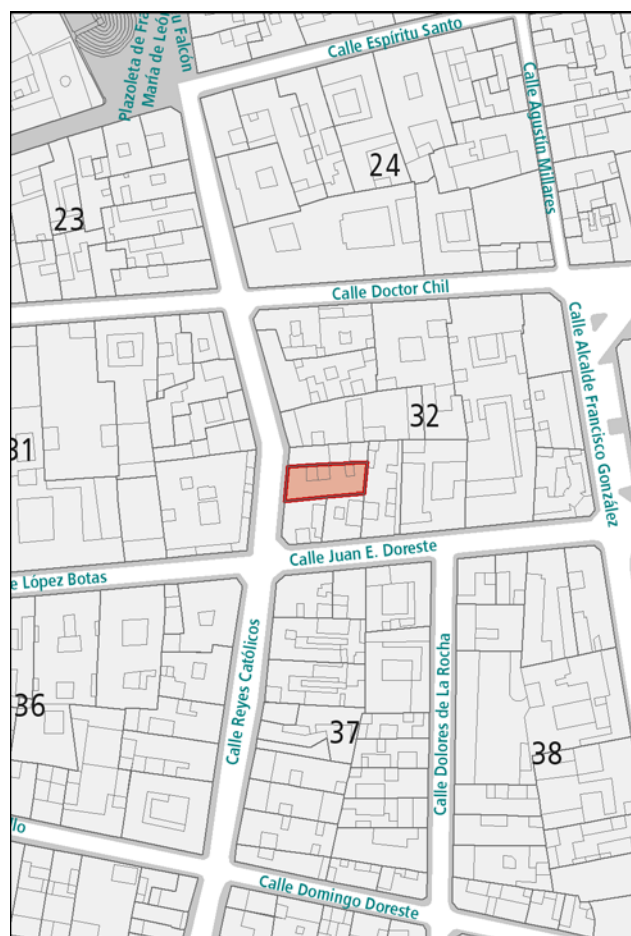 Calle Espíritu Santo
Plazoleta de Fra
María de León
u Falcón
Calle Agustín Millares
24
23
Calle Doctor Chil
Calle Alcalde Francisco González
32
31
Calle Juan E. Doreste
e López Botas
Calle Reyes Católicos
Calle Dolores de La Rocha
36
37
38
llo
Calle Domingo Doreste